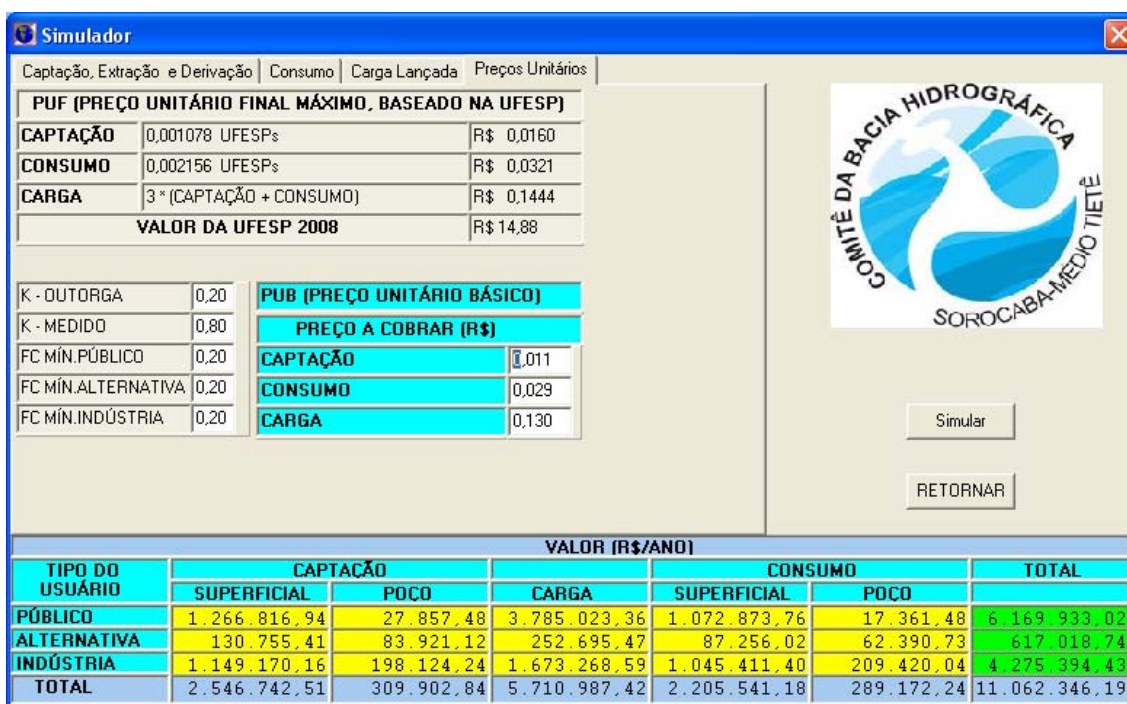 Simulador
Captação, Extração e Derivação Consumo Carga Lançada Preços Unitários
PUF (PREÇO UNITÁRIO FINAL MÁXIMO, BASEADO NA UFESP)
CAPTAÇÃO 0,001078 UFESPs R$ 0,0160
CONSUMO 0,002156 UFESPs R$ 0,0321
CARGA 3 * (CAPTAÇÃO + CONSUMO) R$ 0,1444
VALOR DA UFESP 2008 R$ 14,88
COMITÊ DA BACIA HIDROGRÁFICA
SOROCABA-MÉDIO TIETÊ
K - OUTORGA 0,20
K - MEDIDO 0,80
FC MÍN.PÚBLICO 0,20
FC MÍN.ALTERNATIVA 0,20
FC MÍN.INDÚSTRIA 0,20
PUB (PREÇO UNITÁRIO BÁSICO)
PREÇO A COBRAR (R$)
CAPTAÇÃO 0,011
CONSUMO 0,029
CARGA 0,130
Simular
RETORNAR
VALOR (R$/ANO)
TIPO DO USUÁRIO CAPTAÇÃO CONSUMO TOTAL
SUPERFICIAL POÇO CARGA SUPERFICIAL POÇO
PÚBLICO 1.266.816,94 27.857,48 3.785.023,36 1.072.873,76 17.361,48 6.169.933,02
ALTERNATIVA 130.755,41 83.921,12 252.695,47 87.256,02 62.390,73 617.018,74
INDÚSTRIA 1.149.170,16 198.124,24 1.673.268,59 1.045.411,40 209.420,04 4.275.394,43
TOTAL 2.546.742,51 309.902,84 5.710.987,42 2.205.541,18 289.172,24 11.062.346,19